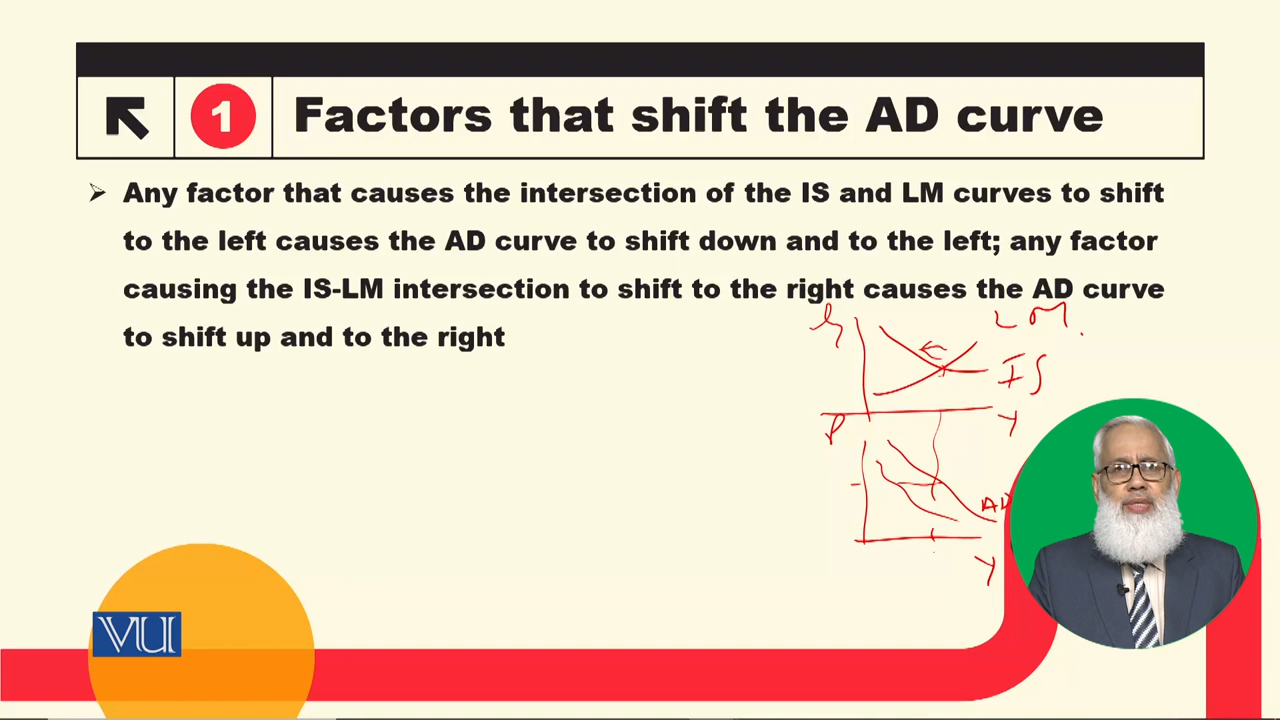 1
Factors that shift the AD curve
➢ Any factor that causes the intersection of the IS and LM curves to shift
to the left causes the AD curve to shift down and to the left; any factor
causing the IS-LM intersection to shift to the right causes the AD curve
to shift up and to the right
LM
IS
Y
P
AD
Y
VU